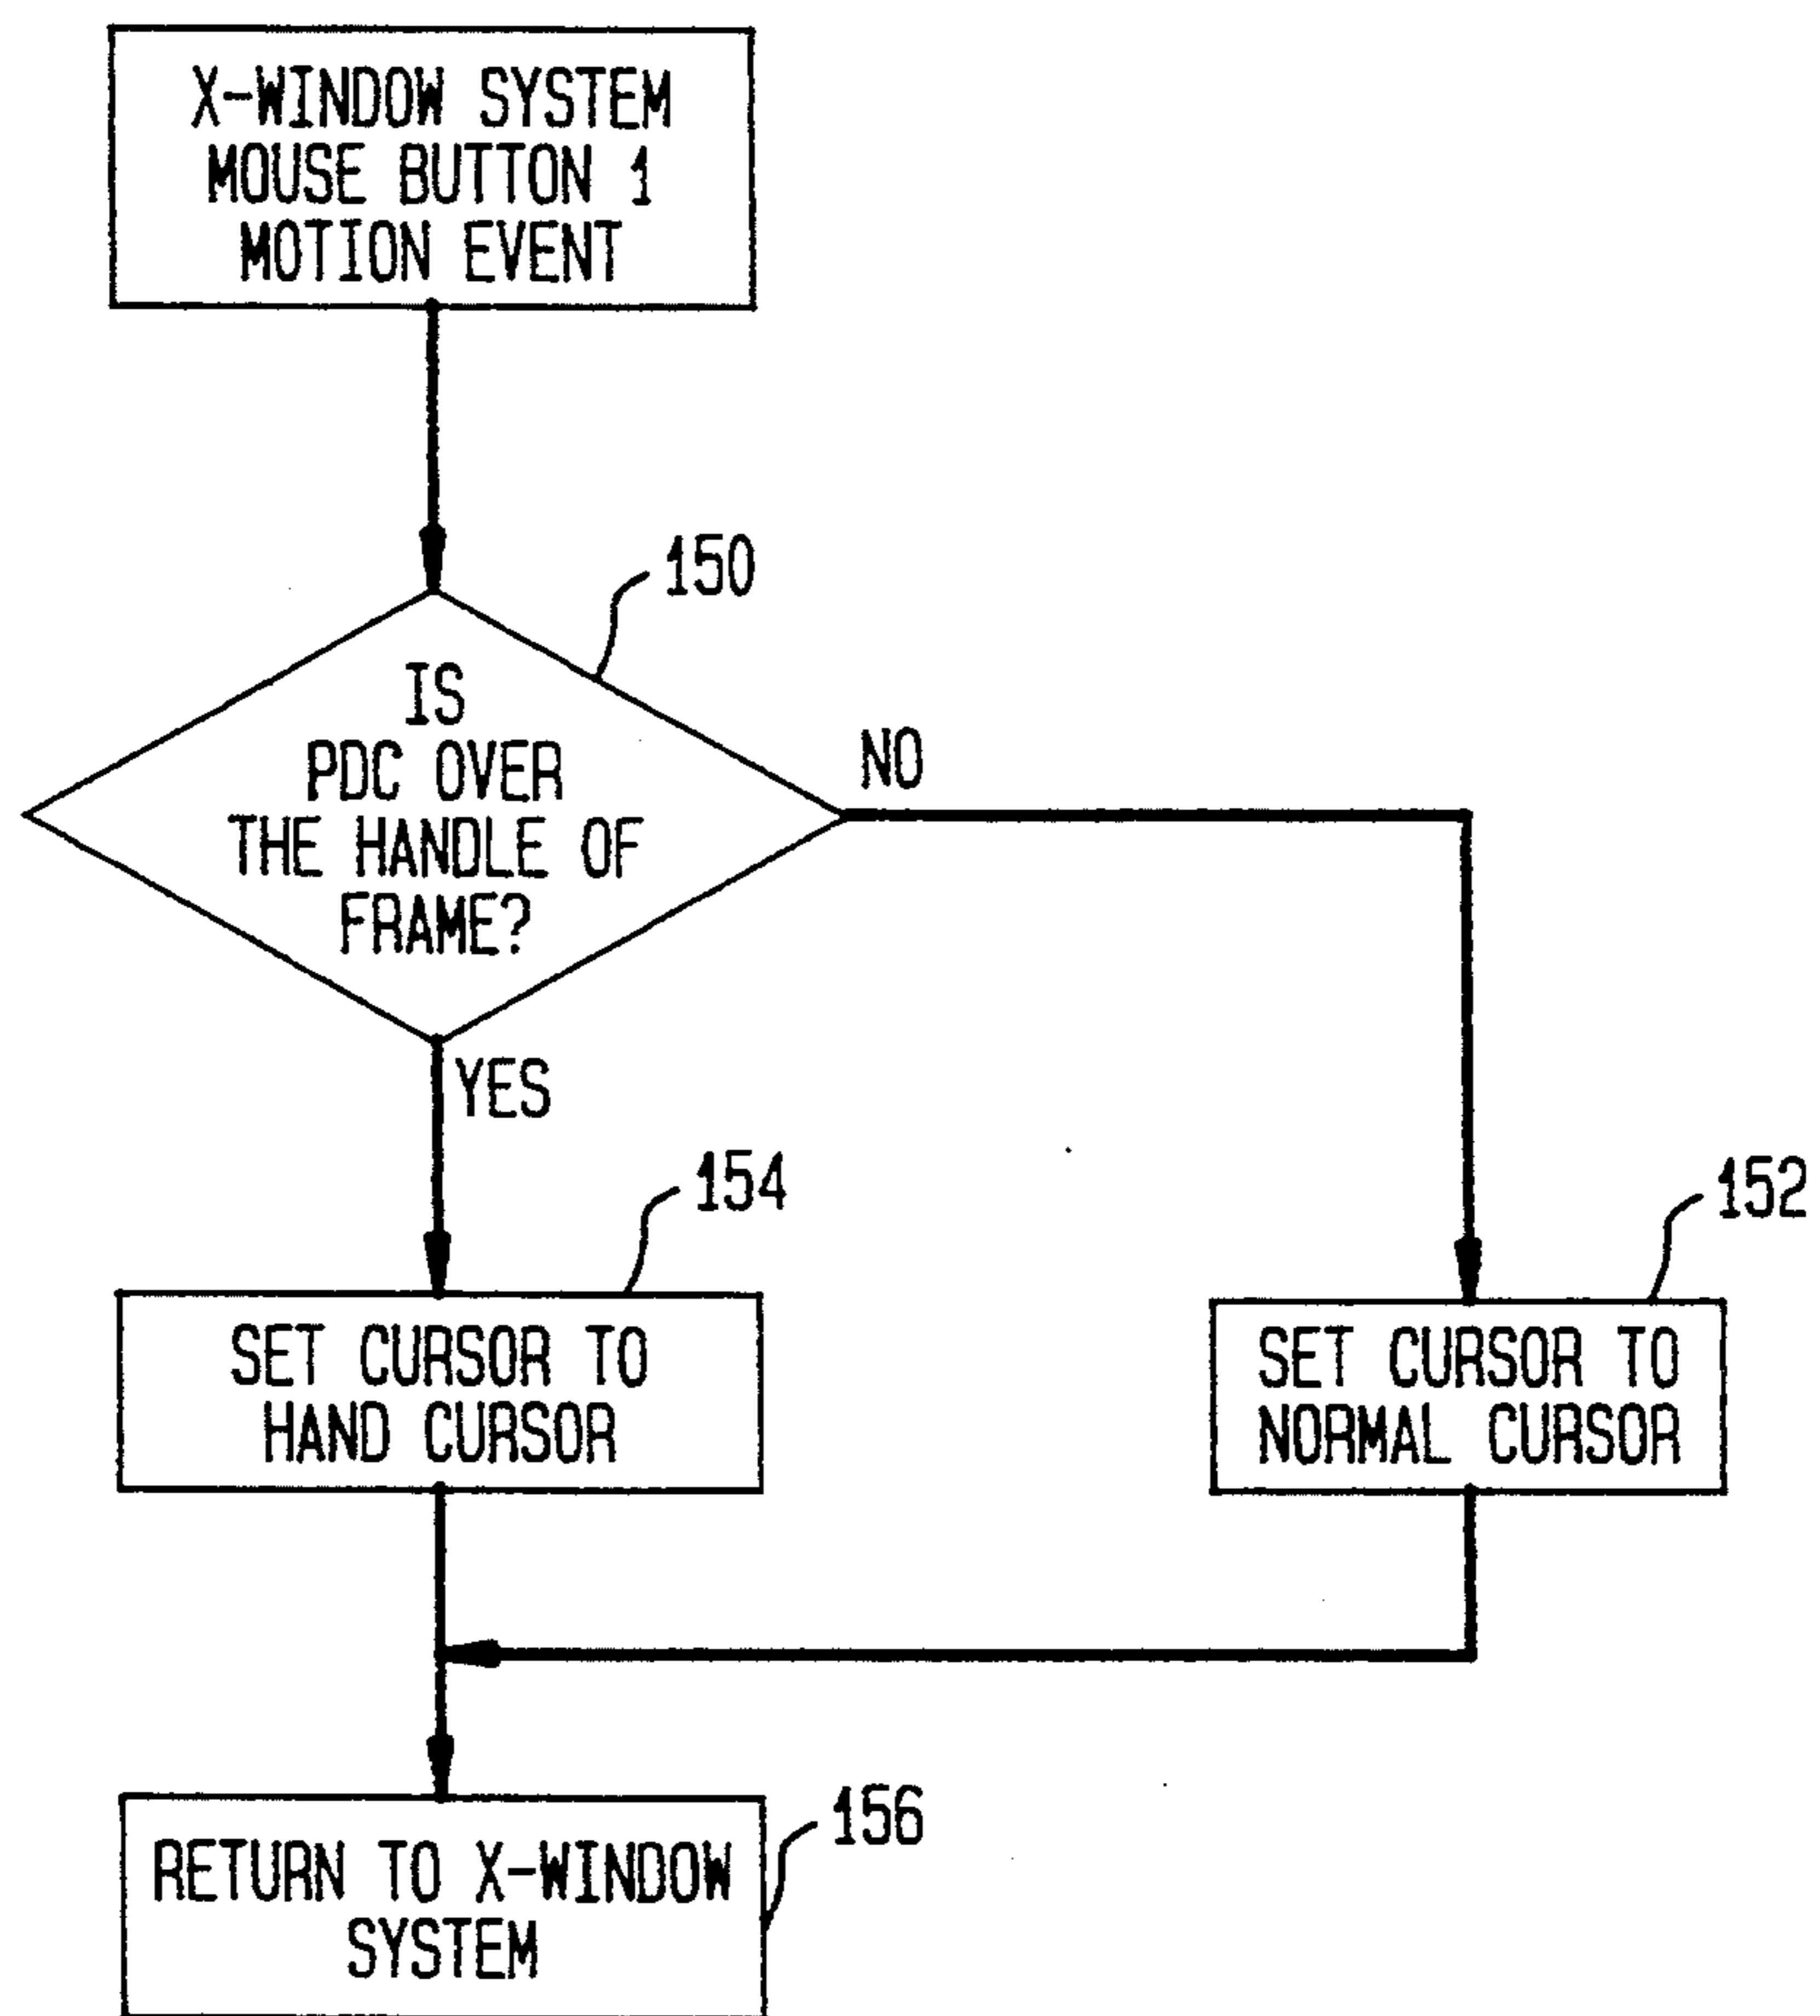 X-WINDOW SYSTEM
MOUSE BUTTON 1
MOTION EVENT
150
IS
PDC OVER
THE HANDLE OF
FRAME?
NO
YES
154
152
SET CURSOR TO
HAND CURSOR
SET CURSOR TO
NORMAL CURSOR
156
RETURN TO X-WINDOW
SYSTEM